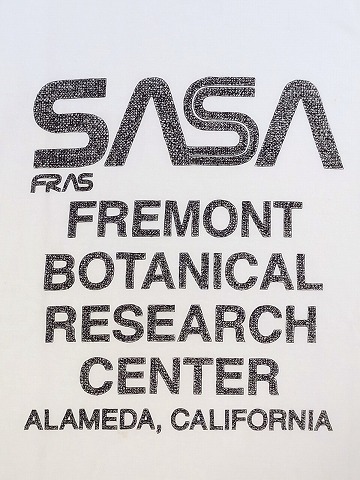 SASA
FRAS
FREMONT
BOTANICAL
RESEARCH
CENTER
ALAMEDA, CALIFORNIA